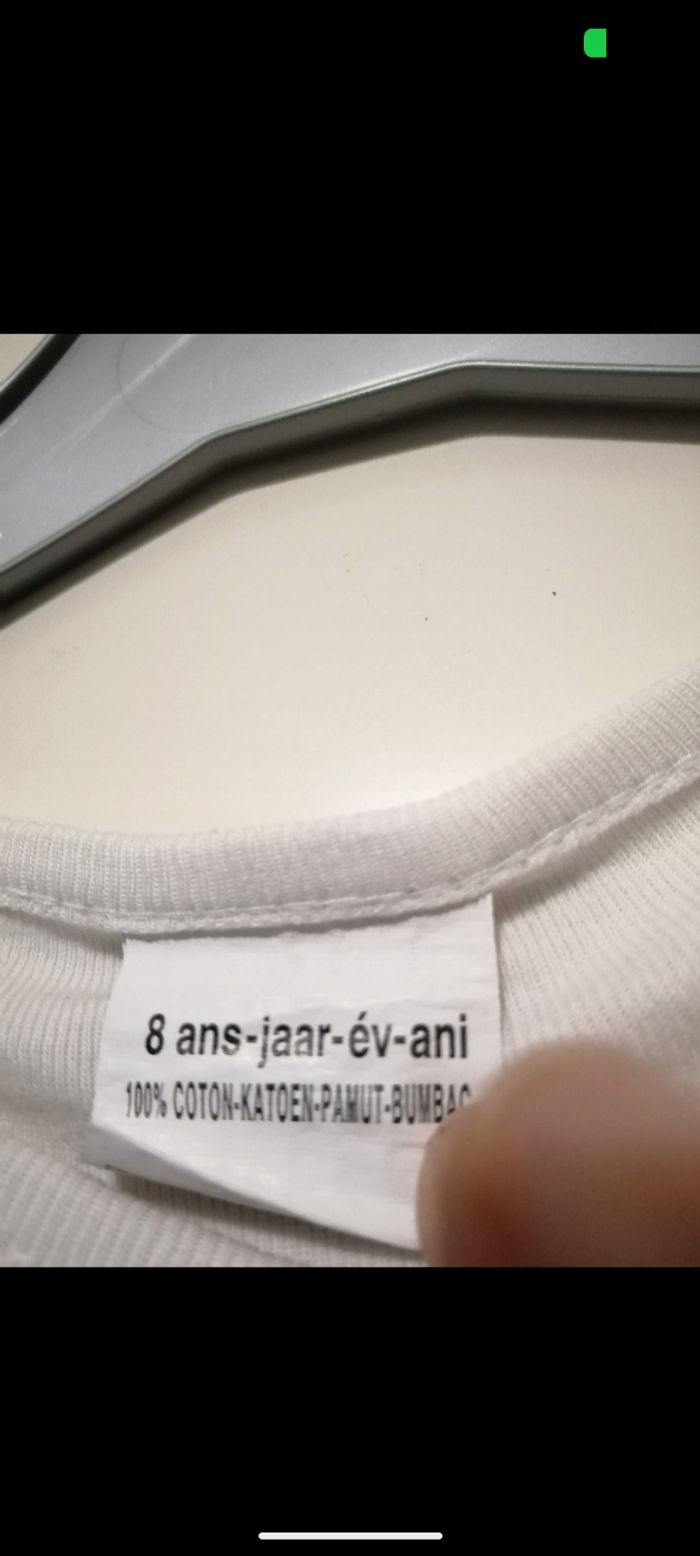 8 ans-jaar-év-ani
100% COTON-KATOEN-PAMUT-BUMBAC